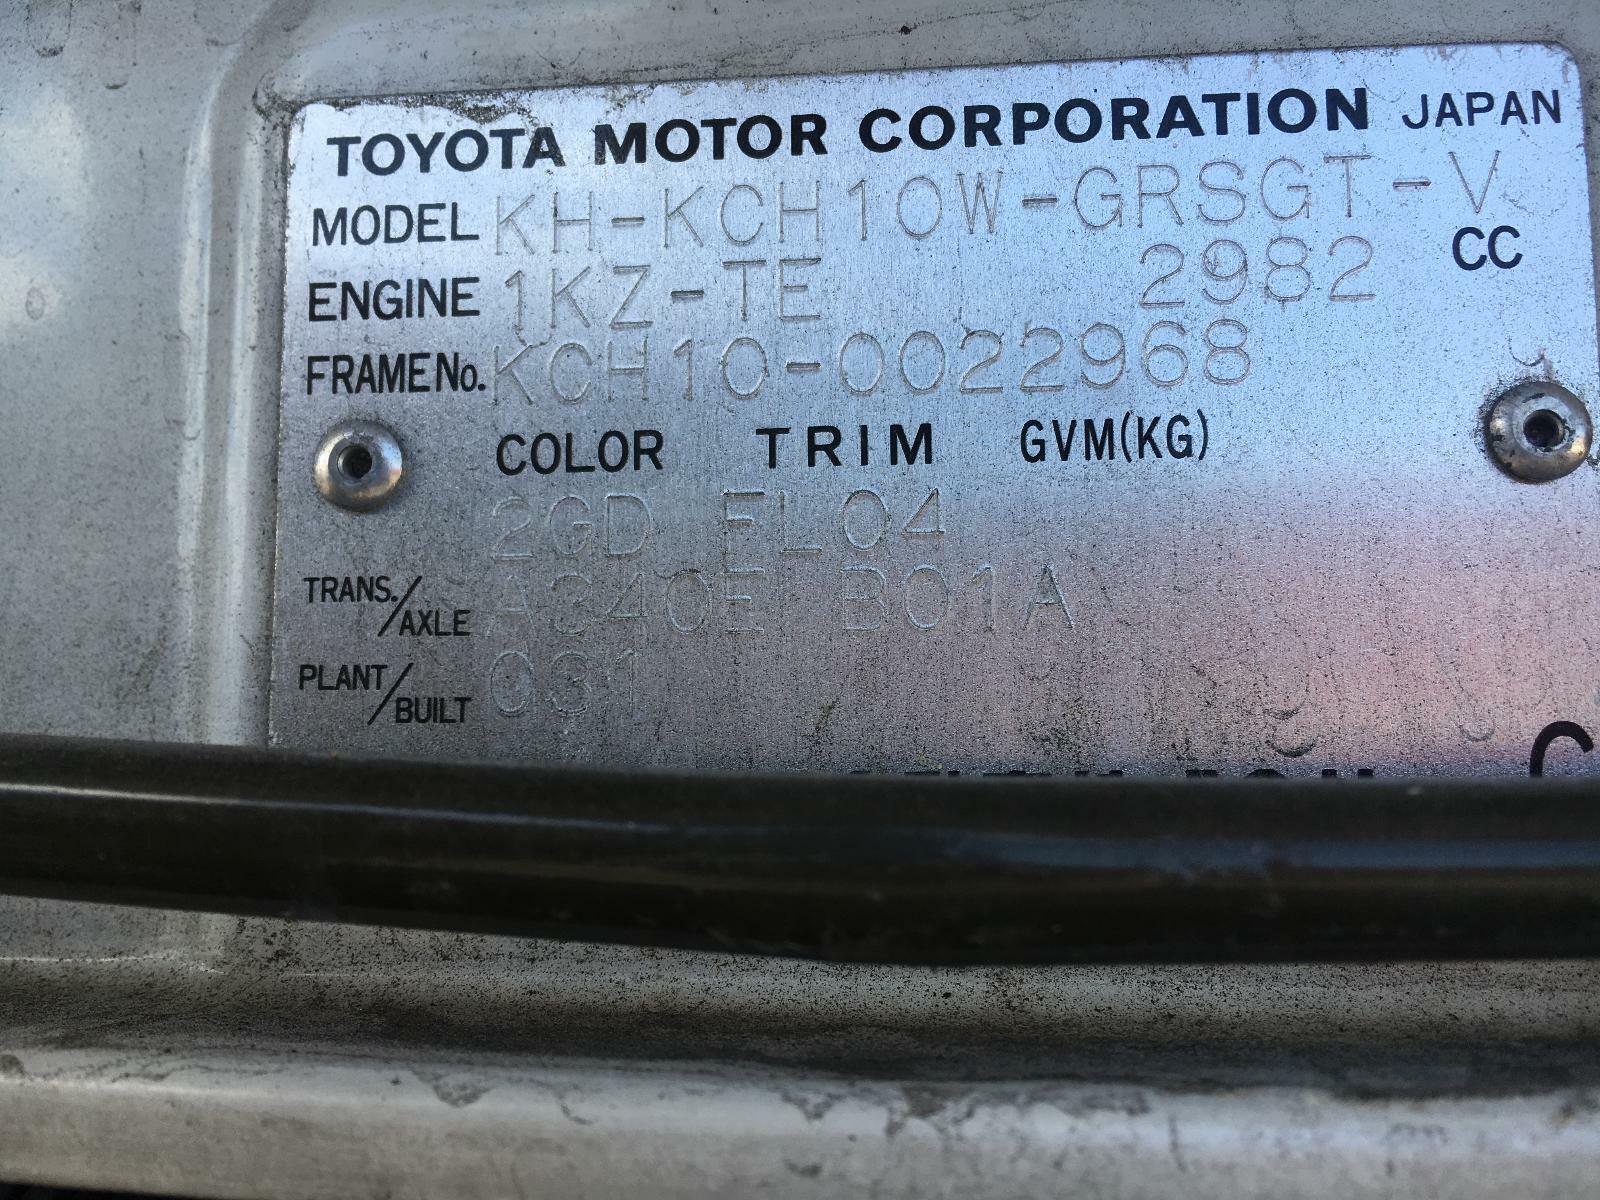 TOYOTA MOTOR CORPORATION JAPAN
MODEL KH-KCH10W-GRSGT-V
ENGINE 1KZ-TE 2982 CC
FRAME No. KCH10-0022968
COLOR TRIM GVM(KG)
2GD FL04
TRANS./AXLE A340E B01A
PLANT/BUILT 031